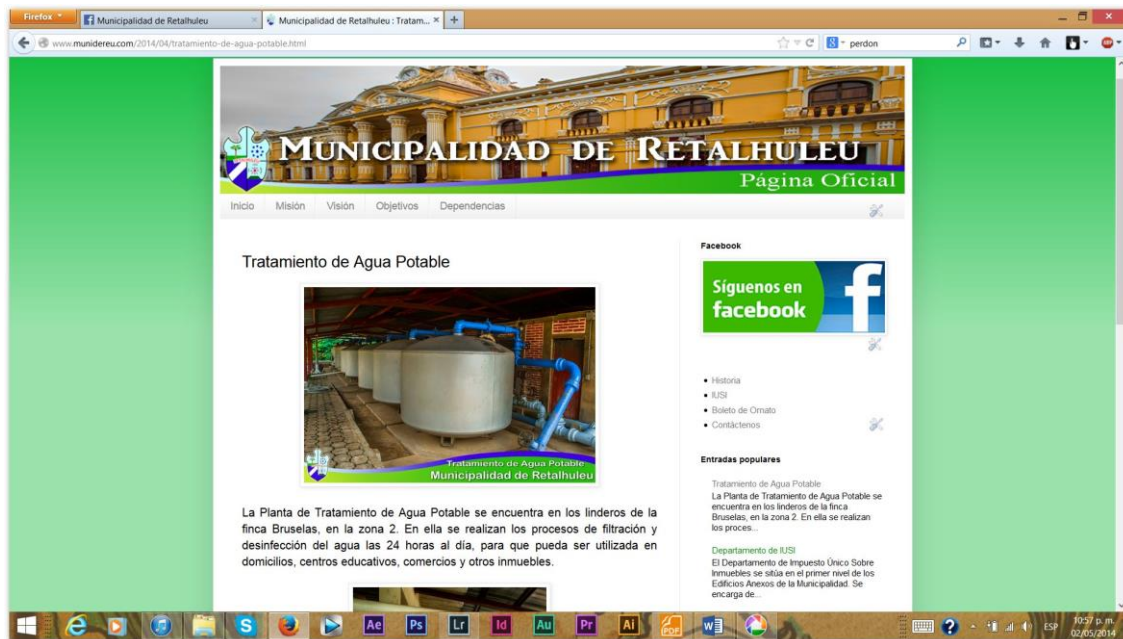 Firefox
Municipalidad de Retalhuleu
Municipalidad de Retalhuleu : Tratam...
www.munidereu.com/2014/04/tratamiento-de-agua-potable.html
perdon
MUNICIPALIDAD DE RETALHULEU
Página Oficial
Inicio Misión Visión Objetivos Dependencias
Tratamiento de Agua Potable
Tratamiento de Agua Potable
Municipalidad de Retalhuleu
La Planta de Tratamiento de Agua Potable se encuentra en los linderos de la
finca Bruselas, en la zona 2. En ella se realizan los procesos de filtración y
desinfección del agua las 24 horas al día, para que pueda ser utilizada en
domicilios, centros educativos, comercios y otros inmuebles.
Facebook
Síguenos en
facebook
Historia
IUSI
Boleto de Ornato
Contáctenos
Entradas populares
Tratamiento de Agua Potable
La Planta de Tratamiento de Agua Potable se
encuentra en los linderos de la finca
Bruselas, en la zona 2. En ella se realizan
los proces...
Departamento de IUSI
El Departamento de Impuesto Único Sobre
Inmuebles se sitúa en el primer nivel de los
Edificios Anexos de la Municipalidad. Se
encarga de...
Ae Ps Lr Id Au Pr Ai PDF
ESP
10:57 p. m.
02/05/2014